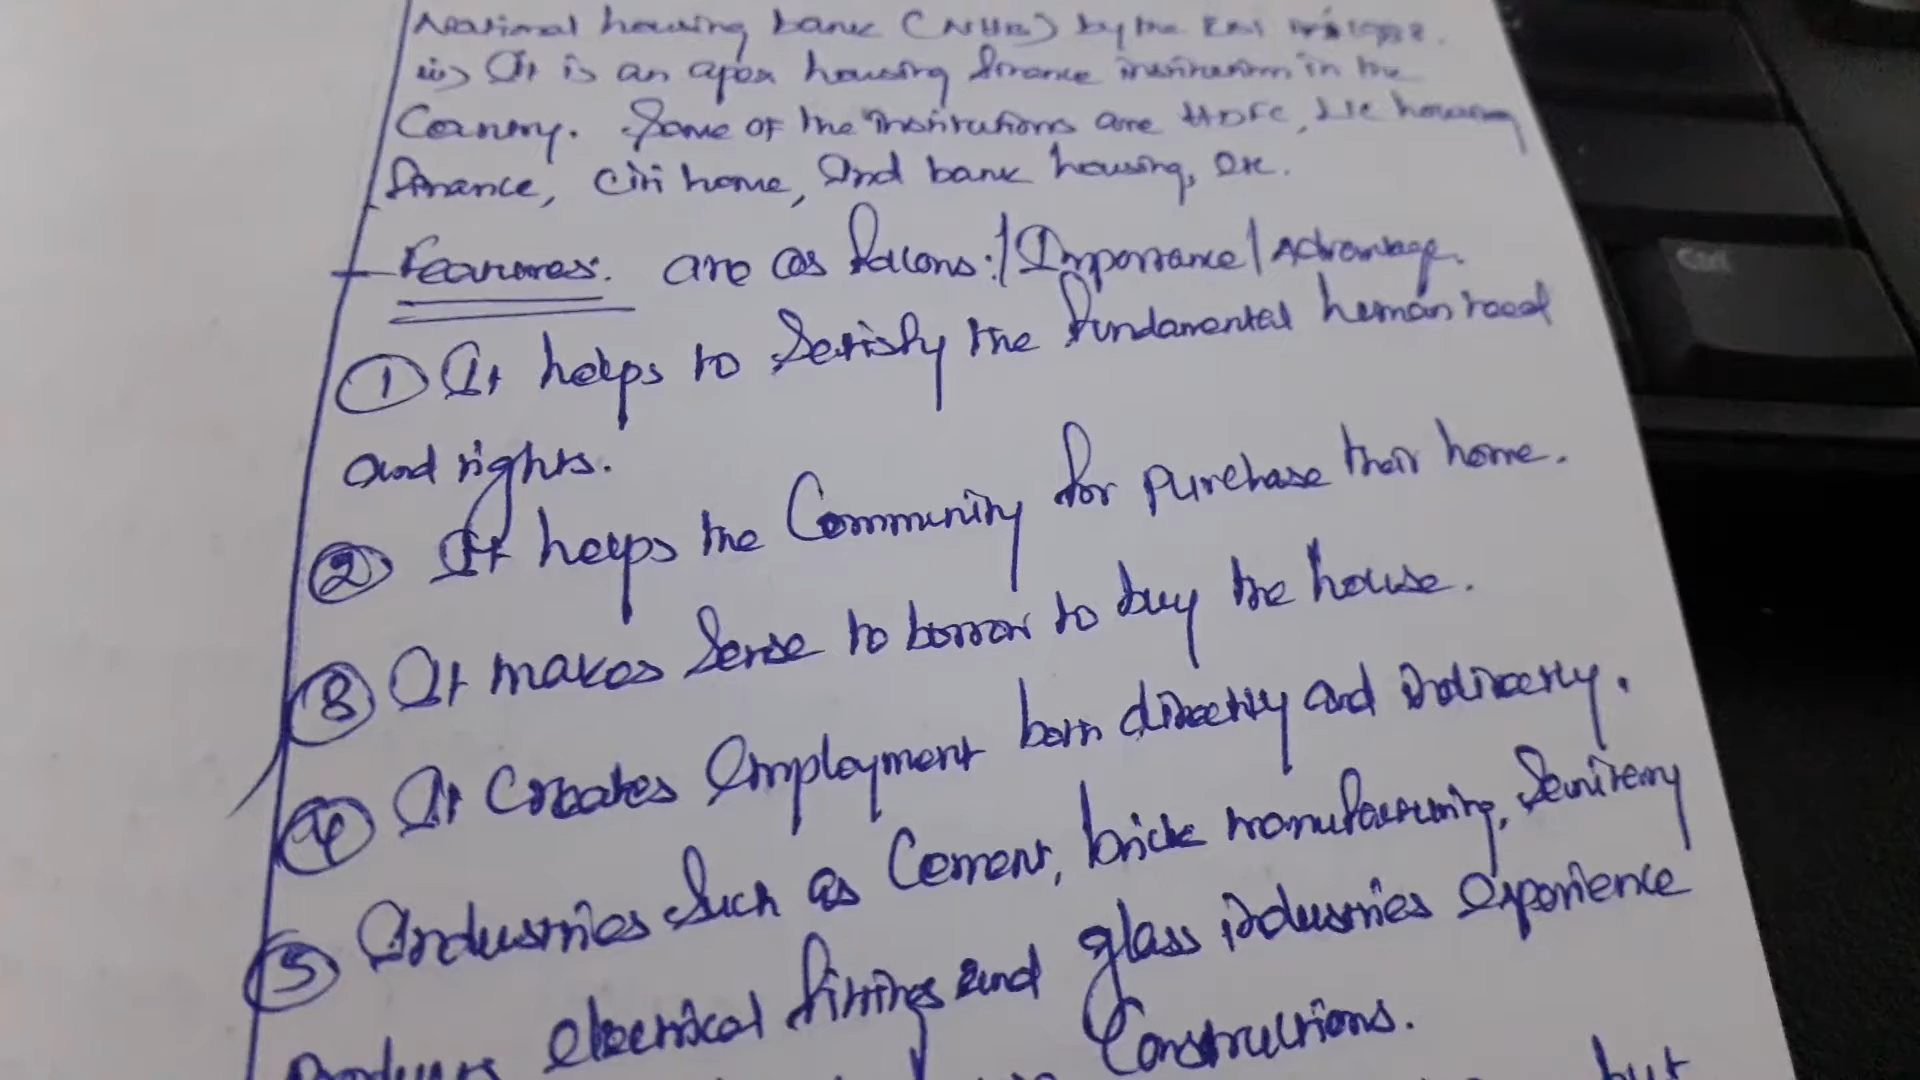 National housing bank (NHB) by the RBI in 1988.
iii) It is an apex housing finance institution in the
Country. Some of the institutions are HDFC, LIC housing
finance, Citi home, Ind bank housing, etc.
Features: are as follows:/Importance/Advantage.
① It helps to satisfy the fundamental human need
and rights.
② It helps the Community for purchase their home.
③ It makes sense to borrow to buy the house.
④ It creates employment both directly and indirectly.
⑤ Industries such as Cement, brick manufacturing, Sanitary
products electrical fittings and glass industries experience
Constructions.
but
Ctrl